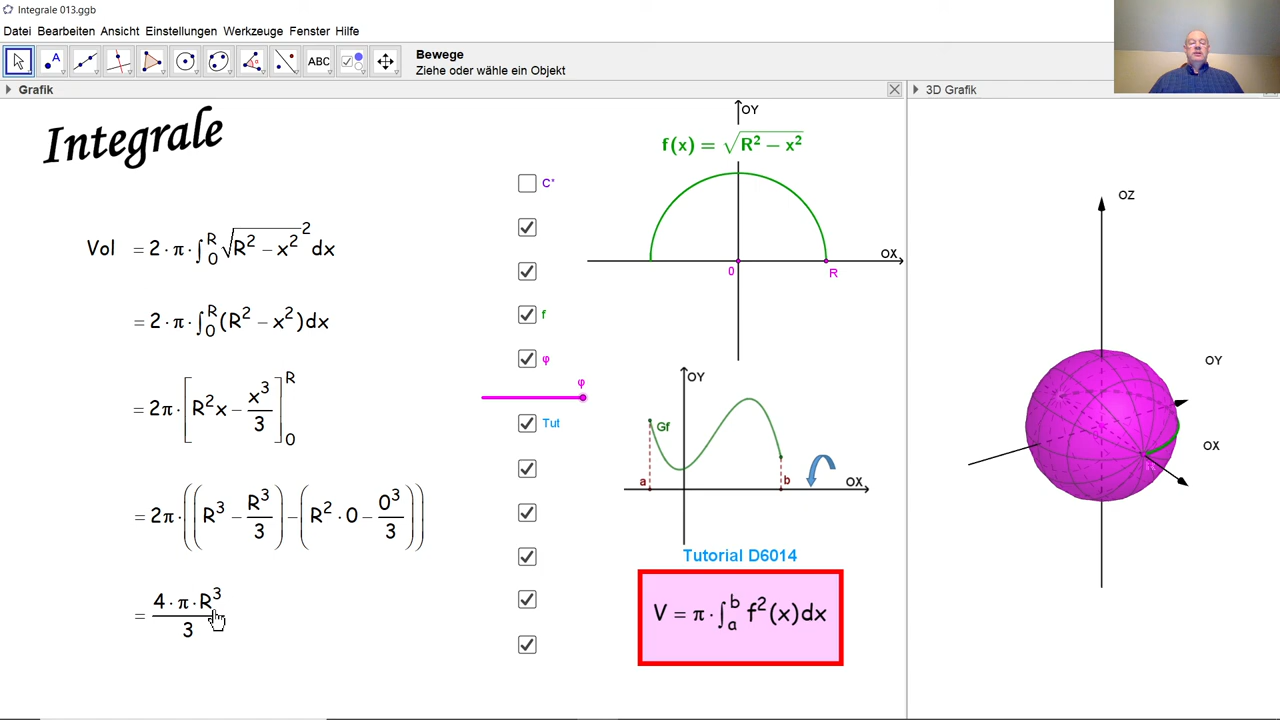 Integrale 013.ggb
Datei Bearbeiten Ansicht Einstellungen Werkzeuge Fenster Hilfe
ABC
Bewege
Ziehe oder wähle ein Objekt
Grafik
3D Grafik
Integrale
Vol = 2 · π · ∫₀ᴿ √(R² − x²)² dx
= 2 · π · ∫₀ᴿ (R² − x²)dx
= 2π · [R²x − x³/3]₀ᴿ
= 2π · ((R³ − R³/3) − (R² · 0 − 0³/3))
= 4 · π · R³/3
C*
f
φ
φ
Tut
OY
f(x) = √(R² − x²)
OX
0
R
OY
Gf
a
b
OX
Tutorial D6014
V = π · ∫ₐᵇ f²(x)dx
OZ
OY
OX
R